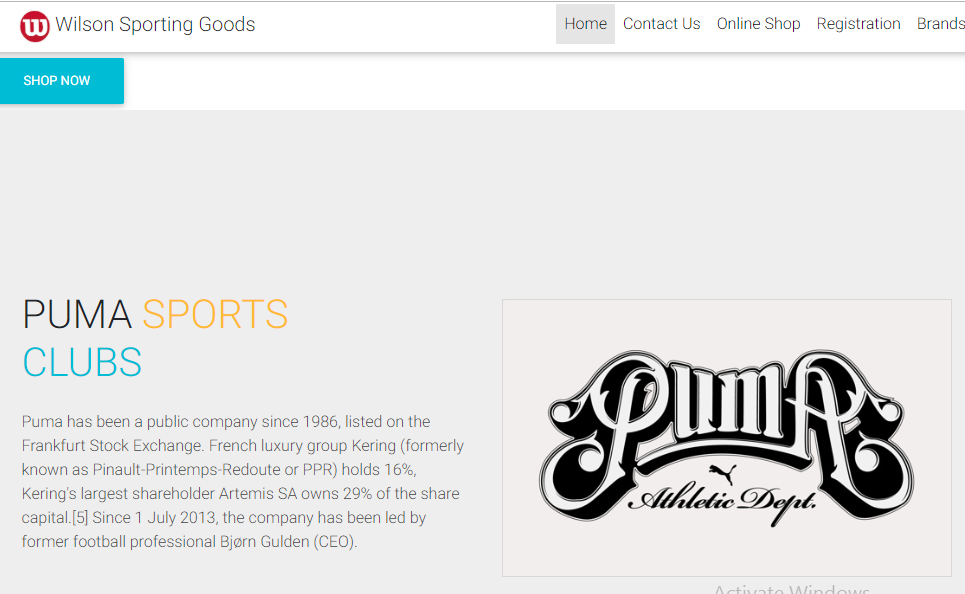 Wilson Sporting Goods
Home Contact Us Online Shop Registration Brands
SHOP NOW
PUMA SPORTS
CLUBS
Puma has been a public company since 1986, listed on the
Frankfurt Stock Exchange. French luxury group Kering (formerly
known as Pinault-Printemps-Redoute or PPR) holds 16%,
Kering's largest shareholder Artemis SA owns 29% of the share
capital.[5] Since 1 July 2013, the company has been led by
former football professional Bjørn Gulden (CEO).
PUMA
Athletic Dept.
Activate Windows